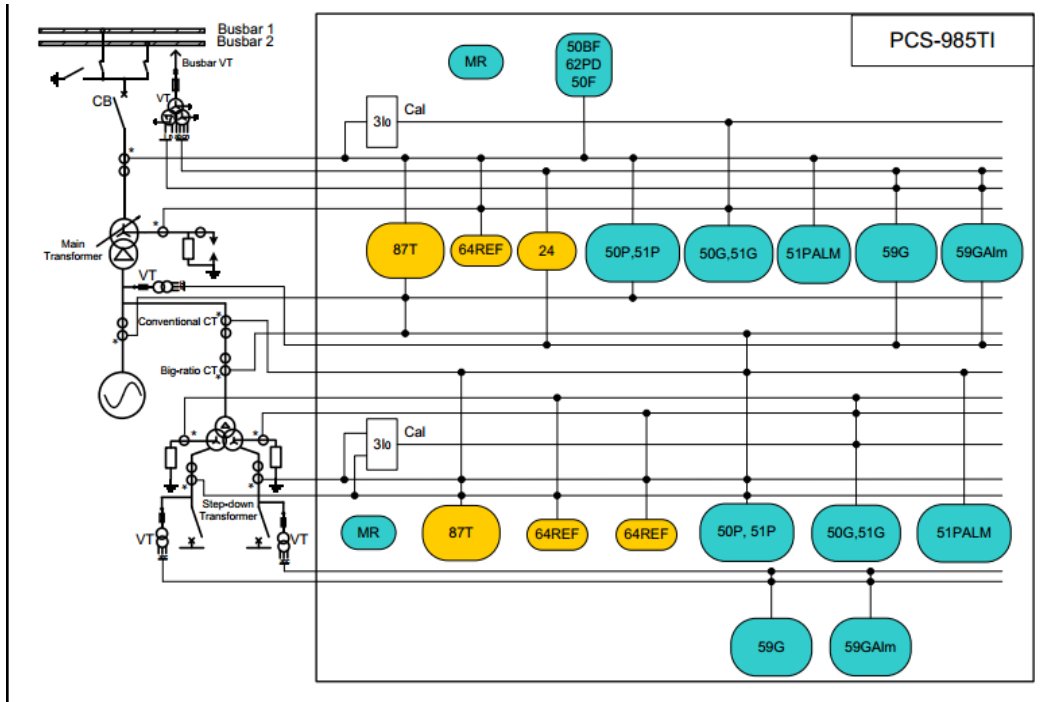 Busbar 1
Busbar 2
PCS-985TI
Busbar VT
MR
50BF
62PD
50F
VT
CB
3Io
Cal
*
*
Main
Transformer
87T
64REF
24
50P,51P
50G,51G
51PALM
59G
59GAlm
VT
*
Conventional CT
*
Big-ratio CT
*
*
*
3Io
Cal
*
*
Step-down
Transformer
VT
VT
MR
87T
64REF
64REF
50P, 51P
50G,51G
51PALM
59G
59GAlm